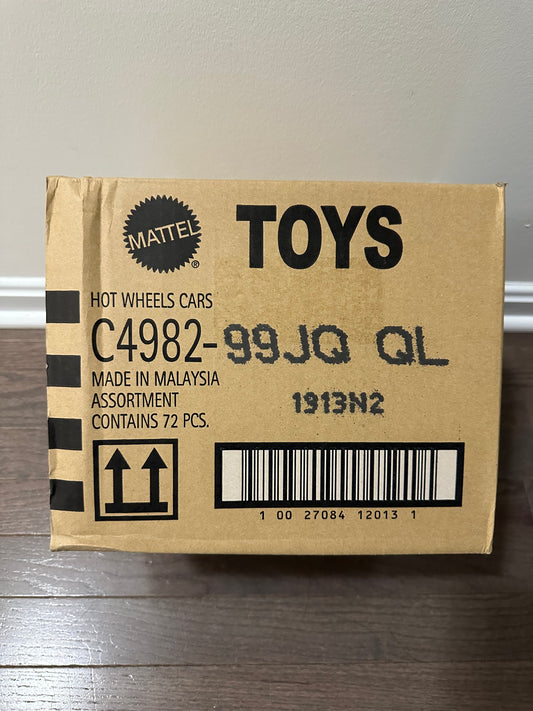 MATTEL®
TOYS
HOT WHEELS CARS
C4982-99JQ QL
MADE IN MALAYSIA
ASSORTMENT
CONTAINS 72 PCS.
1913N2
1 00 27084 12013 1